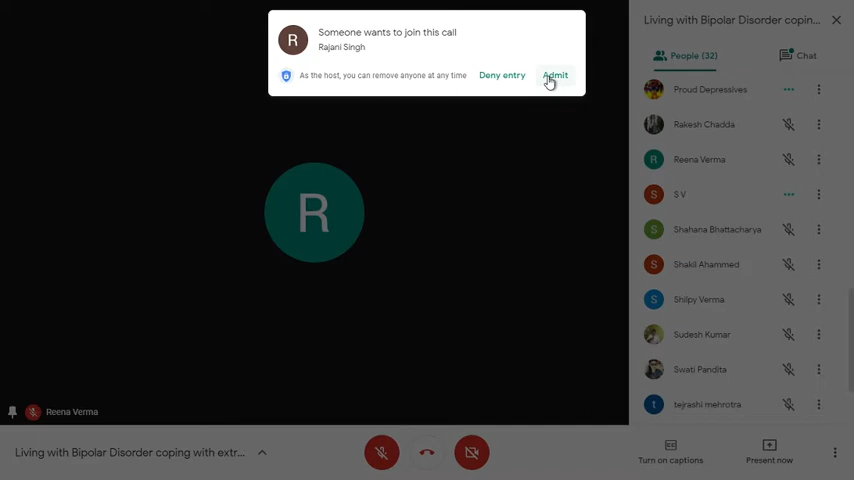 Someone wants to join this call
R
Rajani Singh
As the host, you can remove anyone at any time
Deny entry
Admit
Living with Bipolar Disorder copin...
People (32)
Chat
Proud Depressives
Rakesh Chadda
R
Reena Verma
S
S V
S
Shahana Bhattacharya
S
Shakil Ahammed
S
Shilpy Verma
Sudesh Kumar
Swati Pandita
t
tejrashi mehrotra
R
Reena Verma
Living with Bipolar Disorder coping with extr...
Turn on captions
Present now